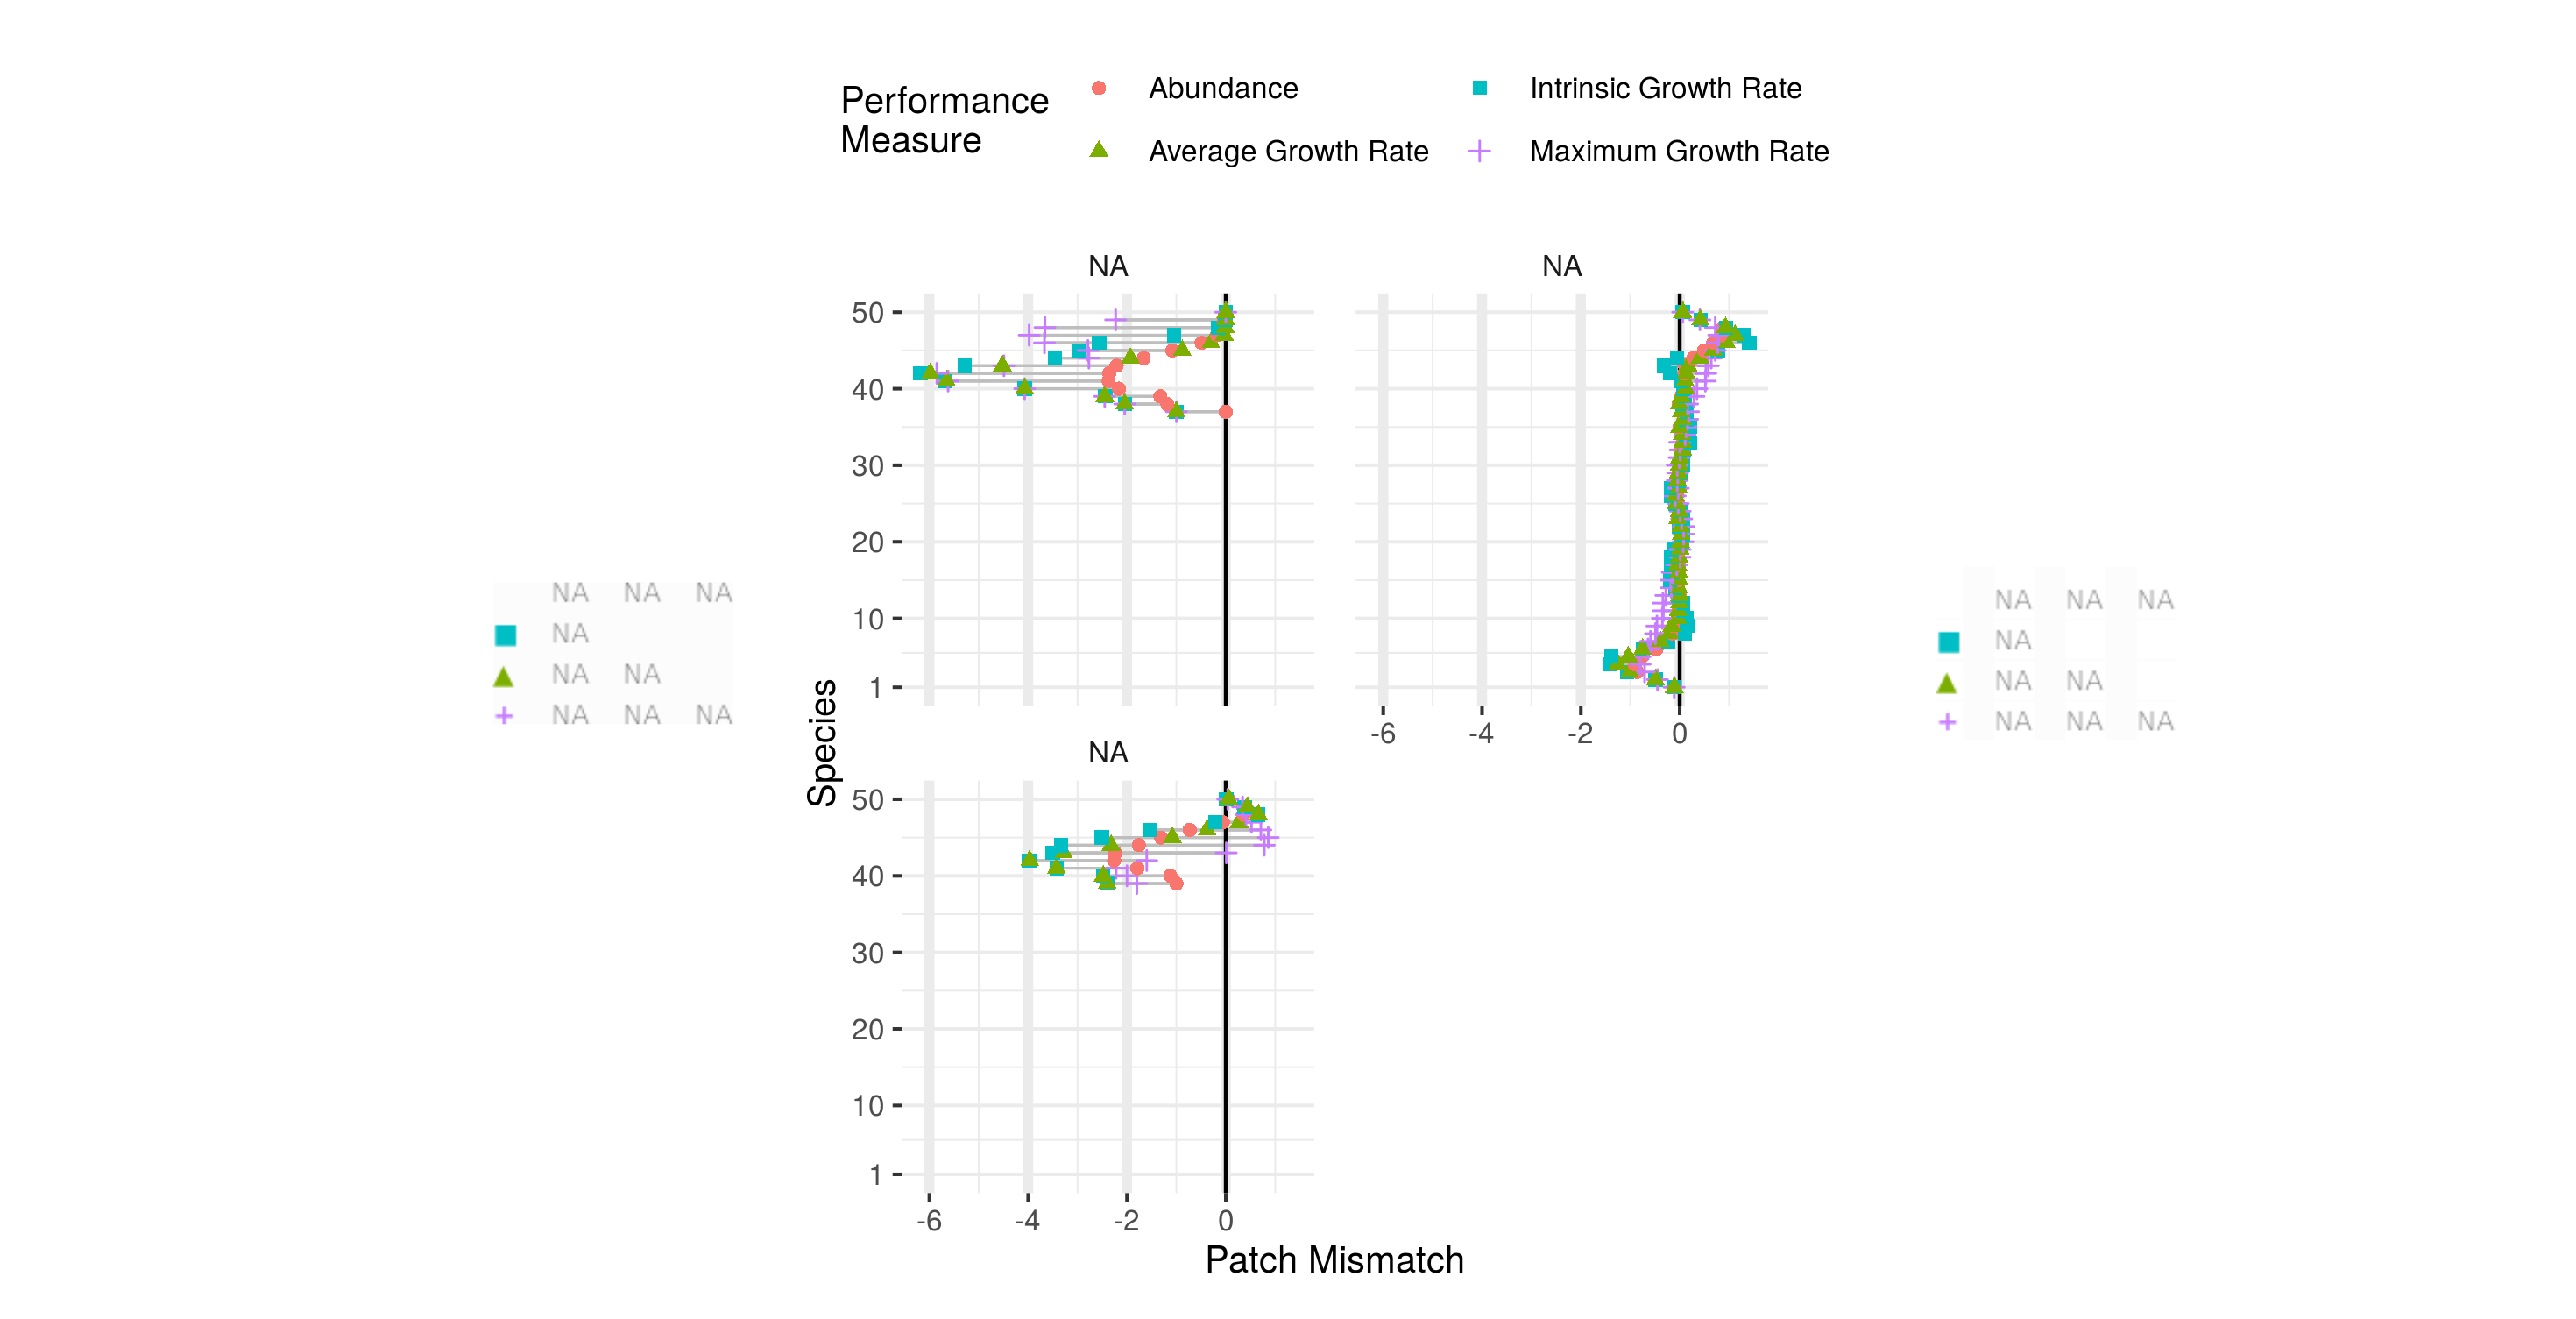 Performance
Measure
Abundance
Intrinsic Growth Rate
Average Growth Rate
Maximum Growth Rate
NA
NA
50
40
30
20
10
1
-6 -4 -2 0
NA NA NA
NA
NA NA
NA NA NA
NA NA NA
NA
NA NA
NA NA NA
Species
NA
50
40
30
20
10
1
-6 -4 -2 0
Patch Mismatch